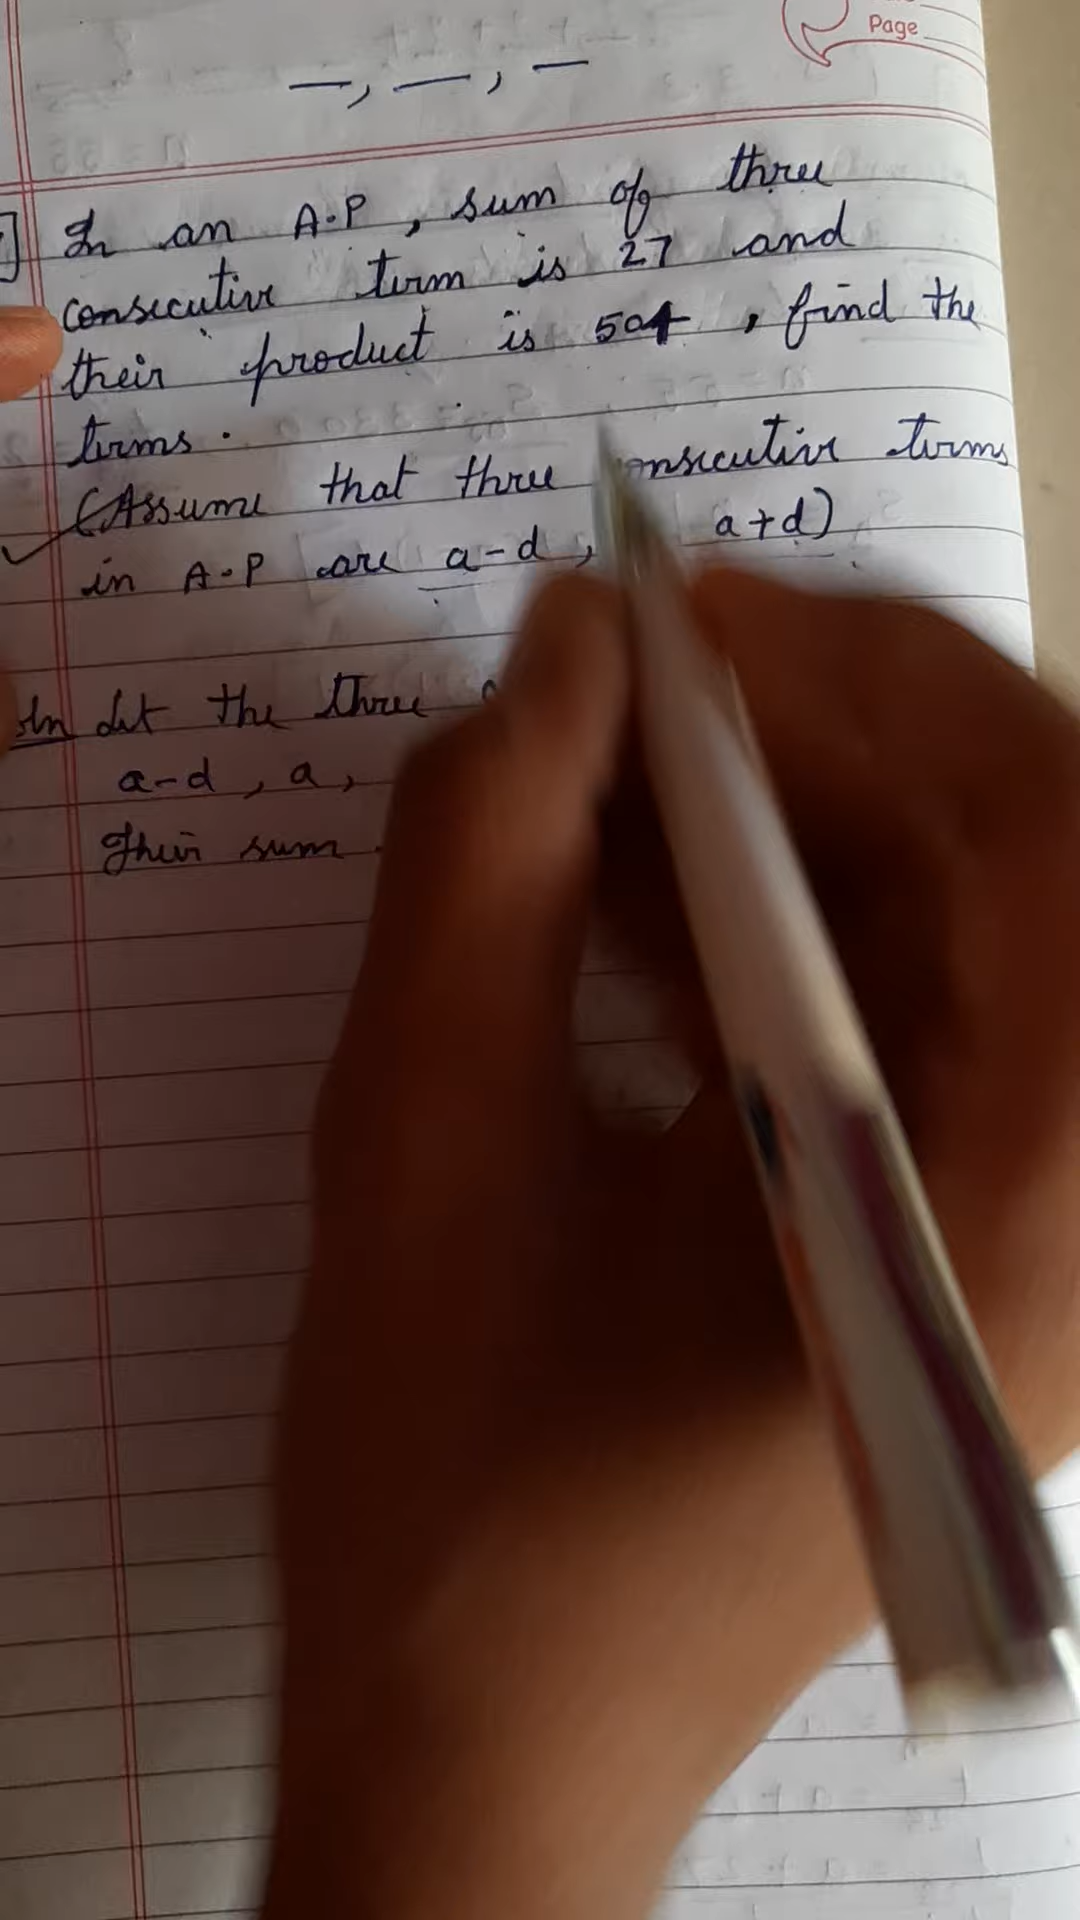 Page
—, —, —
In an A.P, sum of three
consecutive term is 27 and
their product is 504, find the
terms.
(Assume that three consecutive terms
in A.P are a-d, a+d)
Let the three
a-d, a,
Their sum